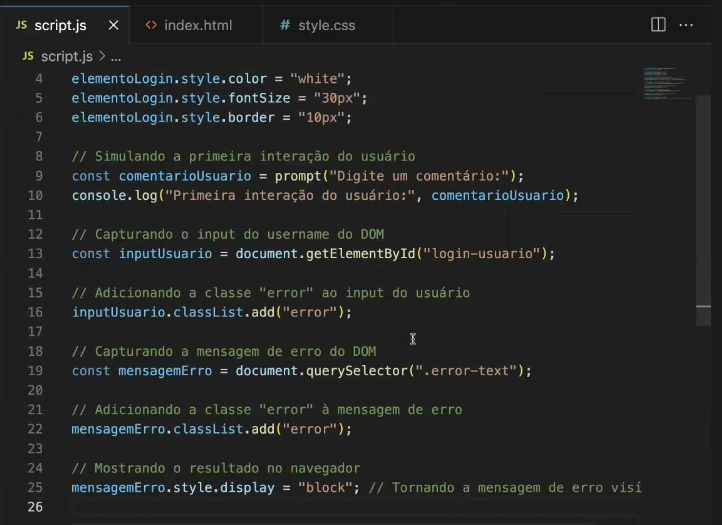 JS script.js × <> index.html # style.css ...
JS script.js > ...
4 elementoLogin.style.color = "white";
5 elementoLogin.style.fontSize = "30px";
6 elementoLogin.style.border = "10px";
7
8 // Simulando a primeira interação do usuário
9 const comentarioUsuario = prompt("Digite um comentário:");
10 console.log("Primeira interação do usuário:", comentarioUsuario);
11
12 // Capturando o input do username do DOM
13 const inputUsuario = document.getElementById("login-usuario");
14
15 // Adicionando a classe "error" ao input do usuário
16 inputUsuario.classList.add("error");
17
18 // Capturando a mensagem de erro do DOM
19 const mensagemErro = document.querySelector(".error-text");
20
21 // Adicionando a classe "error" à mensagem de erro
22 mensagemErro.classList.add("error");
23
24 // Mostrando o resultado no navegador
25 mensagemErro.style.display = "block"; // Tornando a mensagem de erro visí
26